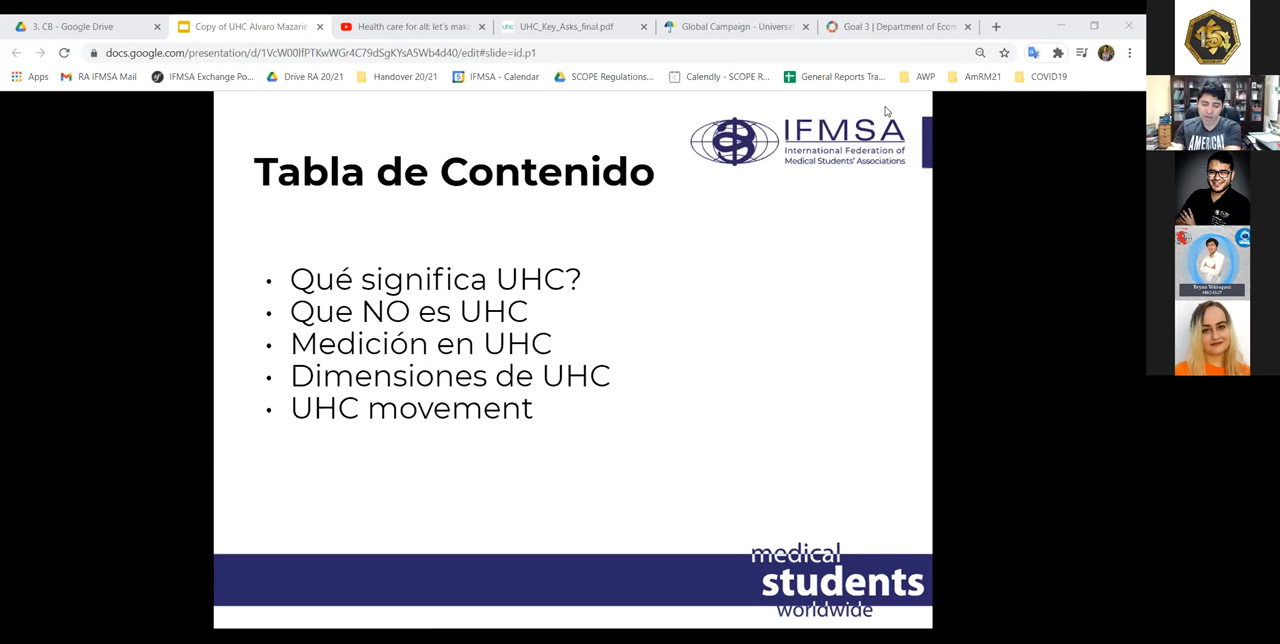 3. CB - Google Drive
Copy of UHC Alvaro Mazarie
Health care for all: let's mak
UHC_Key_Asks_final.pdf
Global Campaign - Universa
Goal 3 | Department of Econ
docs.google.com/presentation/d/1VcW00lfPTKwWGr4C79dSgKYsA5Wb4d40/edit#slide=id.p1
Apps
RA IFMSA Mail
IFMSA Exchange Po...
Drive RA 20/21
Handover 20/21
IFMSA - Calendar
SCOPE Regulations...
Calendly - SCOPE R...
General Reports Tra...
AWP
AmRM21
COVID19
IFMSA
International Federation of
Medical Students' Associations
Tabla de Contenido
• Qué significa UHC?
• Que NO es UHC
• Medición en UHC
• Dimensiones de UHC
• UHC movement
medical
students
worldwide